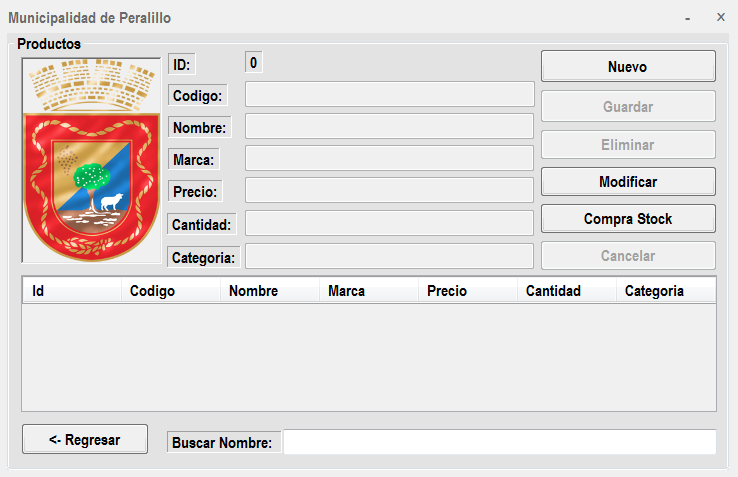 Municipalidad de Peralillo - ×
Productos
ID: 0
Nuevo
Codigo:
Guardar
Nombre:
Eliminar
Marca:
Modificar
Precio:
Compra Stock
Cantidad:
Cancelar
Categoria:
Id Codigo Nombre Marca Precio Cantidad Categoria
<- Regresar Buscar Nombre: